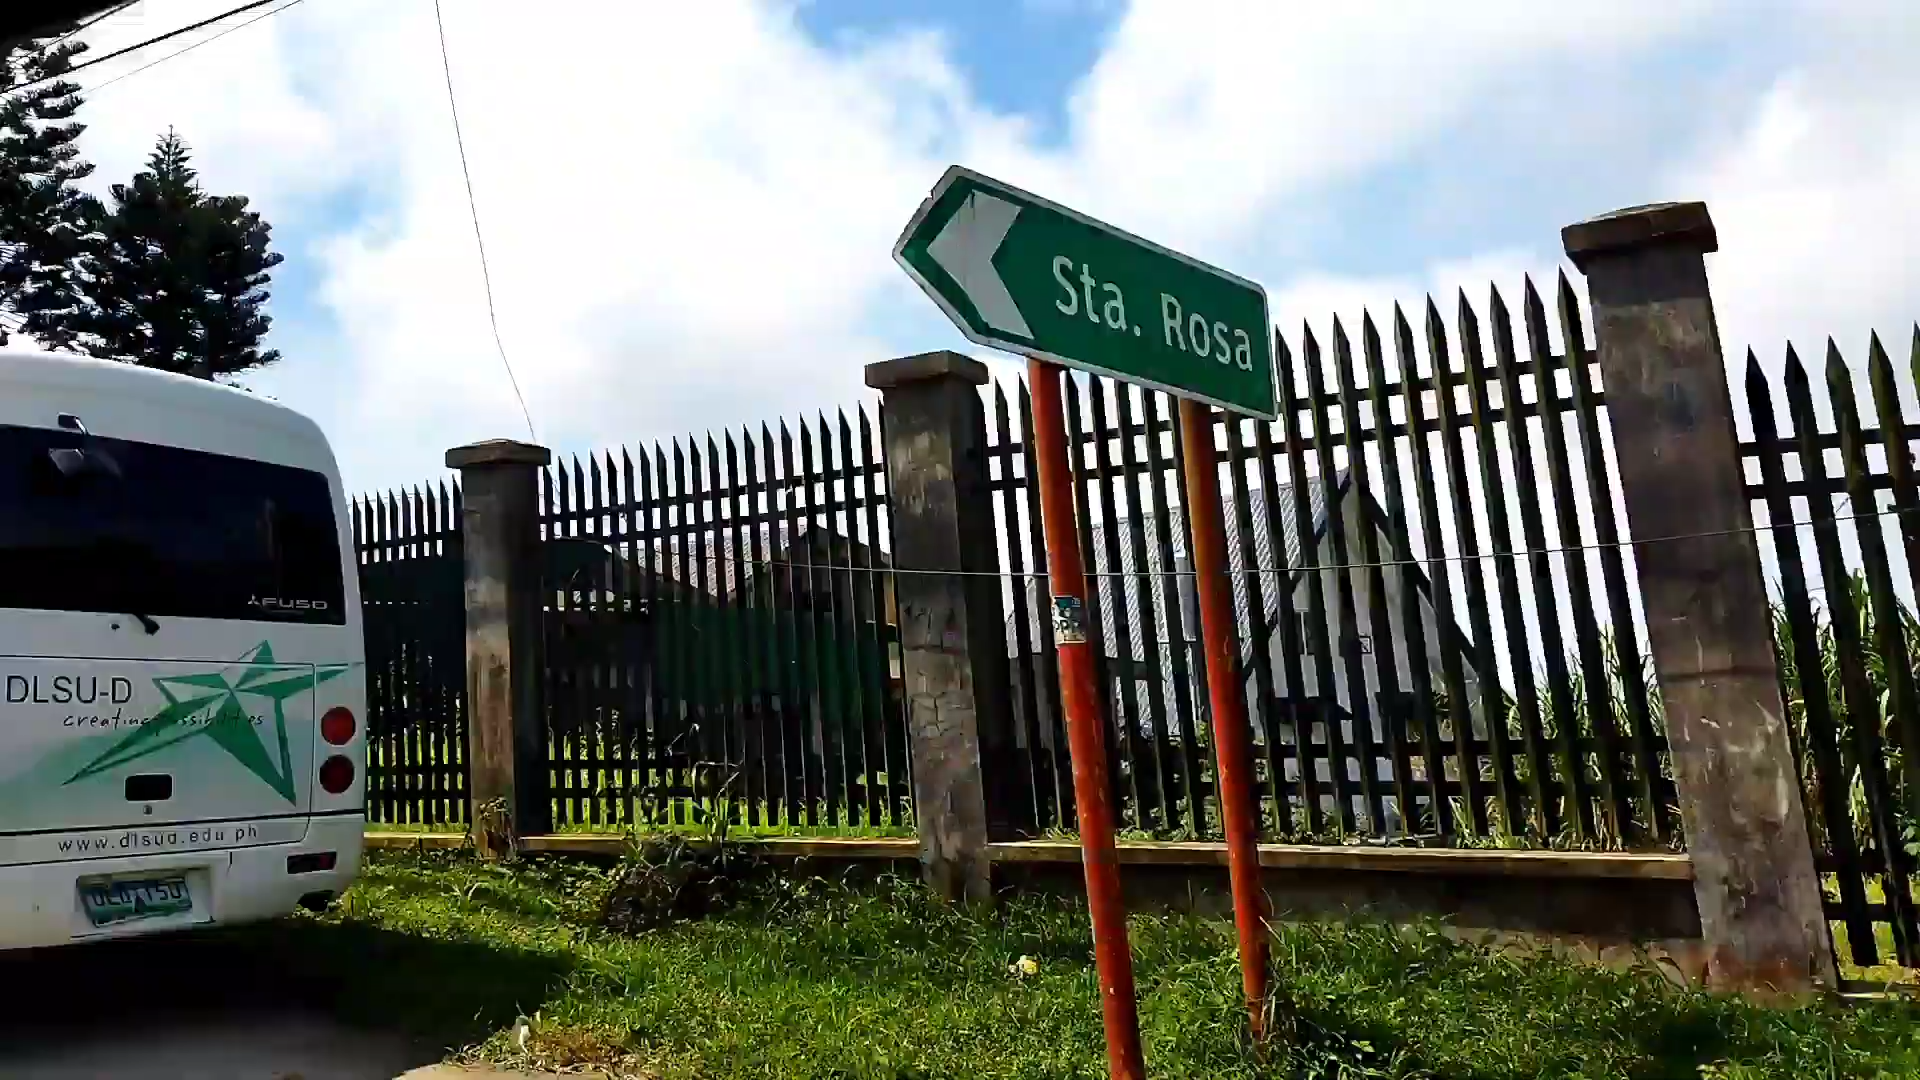 Sta. Rosa
FUSO
DLSU-D
creating possibilities
www.dlsud.edu.ph